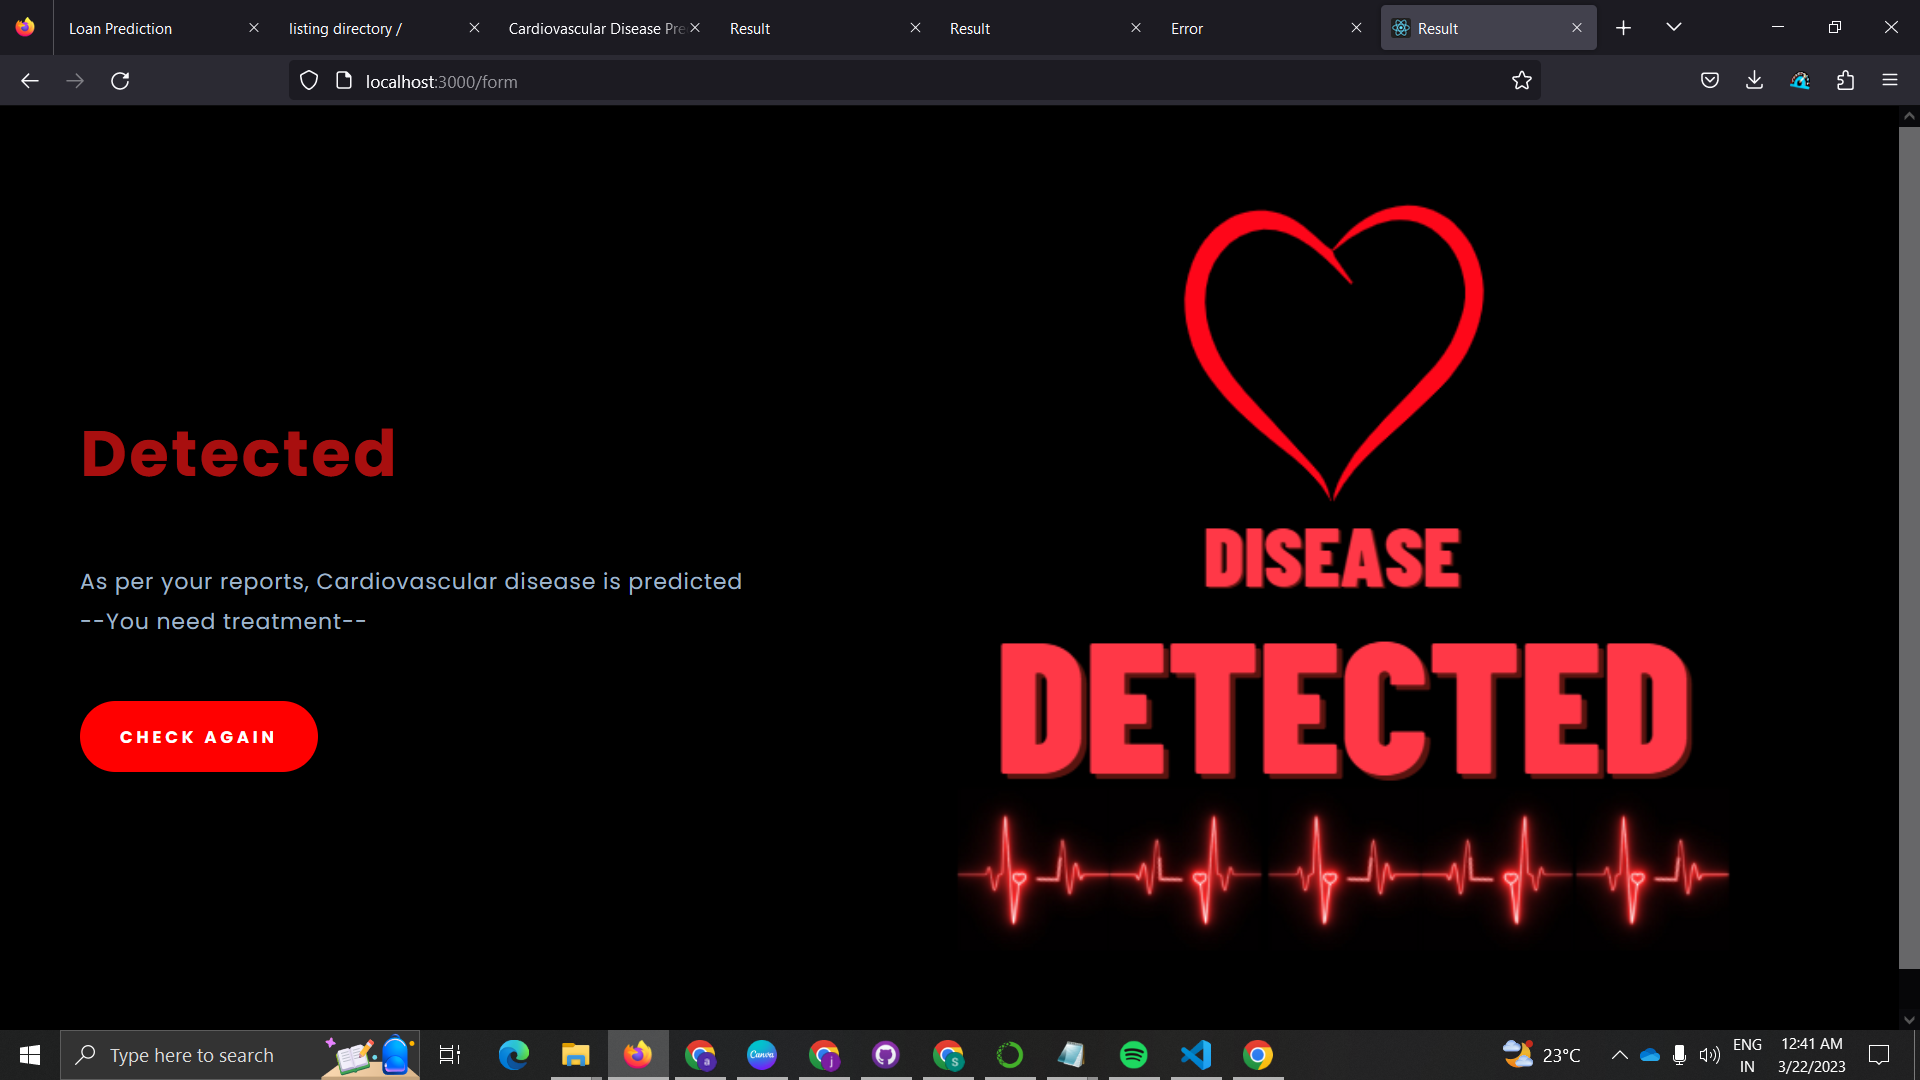 Loan Prediction
listing directory /
Cardiovascular Disease Pre
Result
Result
Error
Result
localhost:3000/form
Detected
As per your reports, Cardiovascular disease is predicted
--You need treatment--
CHECK AGAIN
DISEASE
DETECTED
Type here to search
Canva
a
j
s
23°C
ENG
IN
12:41 AM
3/22/2023